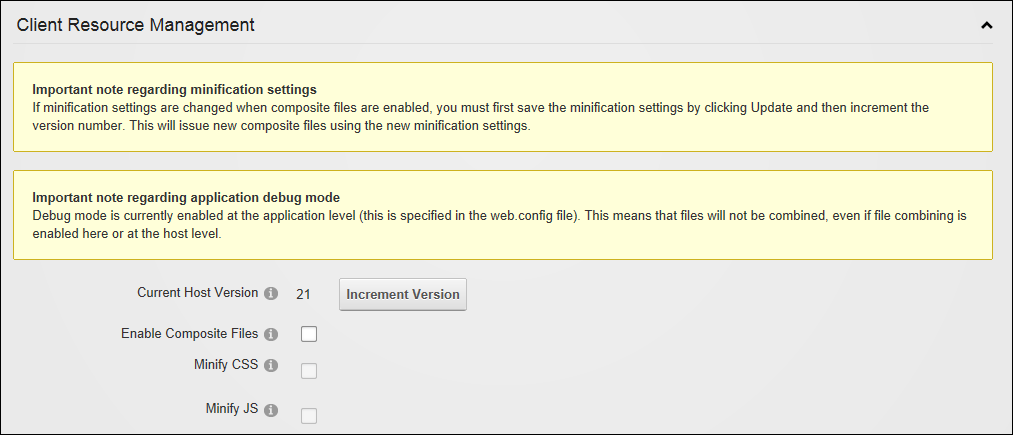 Client Resource Management
Important note regarding minification settings
If minification settings are changed when composite files are enabled, you must first save the minification settings by clicking Update and then increment the
version number. This will issue new composite files using the new minification settings.
Important note regarding application debug mode
Debug mode is currently enabled at the application level (this is specified in the web.config file). This means that files will not be combined, even if file combining is
enabled here or at the host level.
Current Host Version 21 Increment Version
Enable Composite Files
Minify CSS
Minify JS